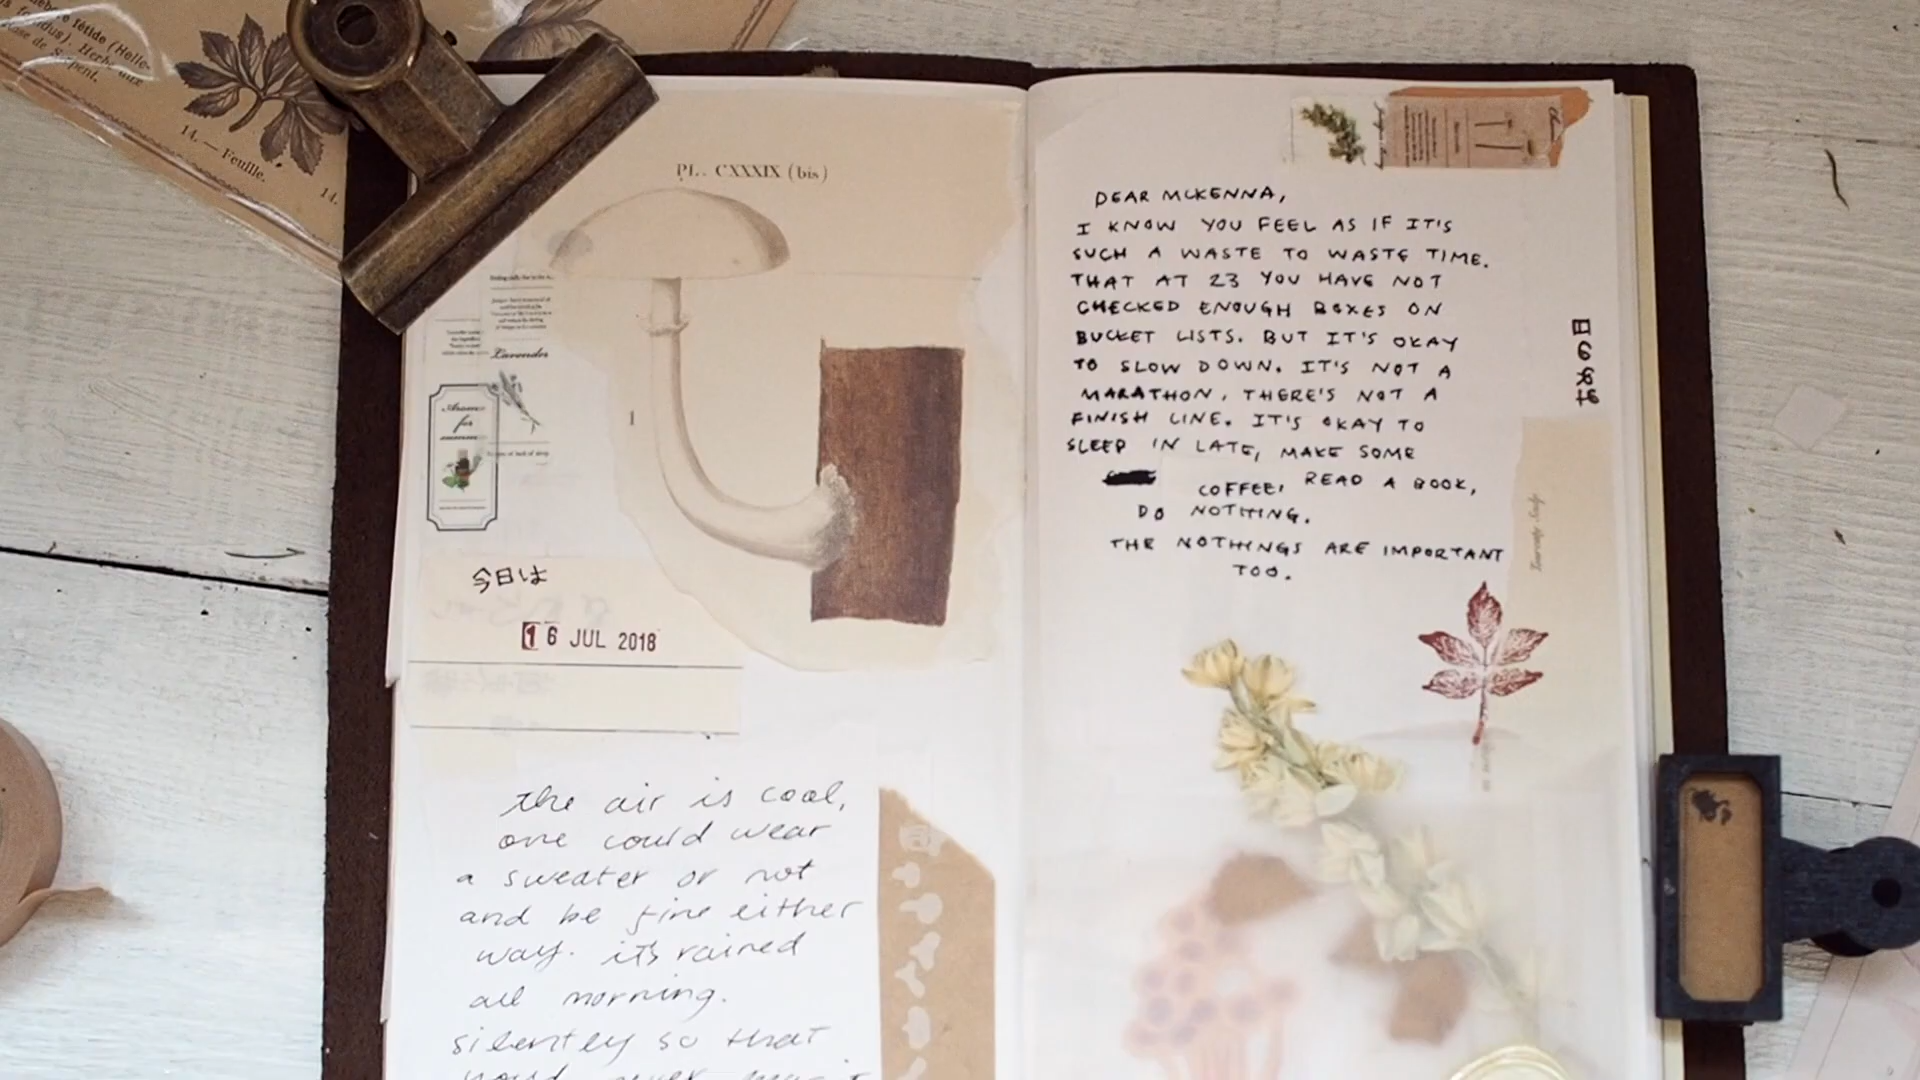 14. — Feuille.
14.
PL. CXXXIX (bis)
Lavender
1
今日は
16 JUL 2018
the air is cool,
one could wear
a sweater or not
and be fine either
way. it's rained
all morning.
silently so that
DEAR MCKENNA,
I KNOW YOU FEEL AS IF IT'S
SUCH A WASTE TO WASTE TIME.
THAT AT 23 YOU HAVE NOT
CHECKED ENOUGH BOXES ON
BUCKET LISTS. BUT IT'S OKAY
TO SLOW DOWN. IT'S NOT A
MARATHON, THERE'S NOT A
FINISH LINE. IT'S OKAY TO
SLEEP IN LATE, MAKE SOME
COFFEE, READ A BOOK,
DO NOTHING.
THE NOTHINGS ARE IMPORTANT
TOO.